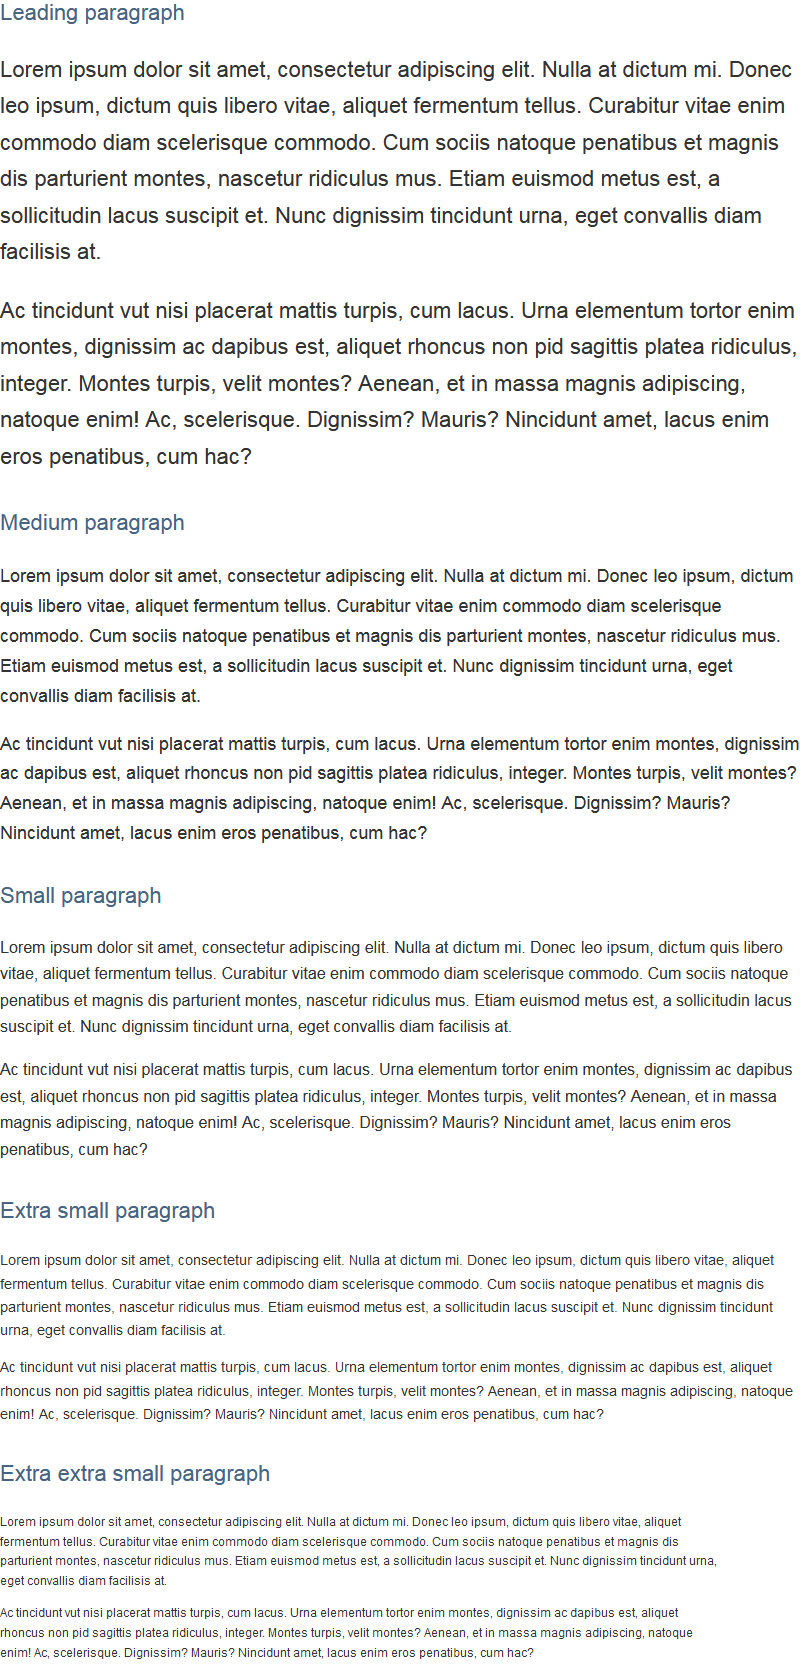 Leading paragraph
Lorem ipsum dolor sit amet, consectetur adipiscing elit. Nulla at dictum mi. Donec
leo ipsum, dictum quis libero vitae, aliquet fermentum tellus. Curabitur vitae enim
commodo diam scelerisque commodo. Cum sociis natoque penatibus et magnis
dis parturient montes, nascetur ridiculus mus. Etiam euismod metus est, a
sollicitudin lacus suscipit et. Nunc dignissim tincidunt urna, eget convallis diam
facilisis at.
Ac tincidunt vut nisi placerat mattis turpis, cum lacus. Urna elementum tortor enim
montes, dignissim ac dapibus est, aliquet rhoncus non pid sagittis platea ridiculus,
integer. Montes turpis, velit montes? Aenean, et in massa magnis adipiscing,
natoque enim! Ac, scelerisque. Dignissim? Mauris? Nincidunt amet, lacus enim
eros penatibus, cum hac?
Medium paragraph
Lorem ipsum dolor sit amet, consectetur adipiscing elit. Nulla at dictum mi. Donec leo ipsum, dictum
quis libero vitae, aliquet fermentum tellus. Curabitur vitae enim commodo diam scelerisque
commodo. Cum sociis natoque penatibus et magnis dis parturient montes, nascetur ridiculus mus.
Etiam euismod metus est, a sollicitudin lacus suscipit et. Nunc dignissim tincidunt urna, eget
convallis diam facilisis at.
Ac tincidunt vut nisi placerat mattis turpis, cum lacus. Urna elementum tortor enim montes, dignissim
ac dapibus est, aliquet rhoncus non pid sagittis platea ridiculus, integer. Montes turpis, velit montes?
Aenean, et in massa magnis adipiscing, natoque enim! Ac, scelerisque. Dignissim? Mauris?
Nincidunt amet, lacus enim eros penatibus, cum hac?
Small paragraph
Lorem ipsum dolor sit amet, consectetur adipiscing elit. Nulla at dictum mi. Donec leo ipsum, dictum quis libero
vitae, aliquet fermentum tellus. Curabitur vitae enim commodo diam scelerisque commodo. Cum sociis natoque
penatibus et magnis dis parturient montes, nascetur ridiculus mus. Etiam euismod metus est, a sollicitudin lacus
suscipit et. Nunc dignissim tincidunt urna, eget convallis diam facilisis at.
Ac tincidunt vut nisi placerat mattis turpis, cum lacus. Urna elementum tortor enim montes, dignissim ac dapibus
est, aliquet rhoncus non pid sagittis platea ridiculus, integer. Montes turpis, velit montes? Aenean, et in massa
magnis adipiscing, natoque enim! Ac, scelerisque. Dignissim? Mauris? Nincidunt amet, lacus enim eros
penatibus, cum hac?
Extra small paragraph
Lorem ipsum dolor sit amet, consectetur adipiscing elit. Nulla at dictum mi. Donec leo ipsum, dictum quis libero vitae, aliquet
fermentum tellus. Curabitur vitae enim commodo diam scelerisque commodo. Cum sociis natoque penatibus et magnis dis
parturient montes, nascetur ridiculus mus. Etiam euismod metus est, a sollicitudin lacus suscipit et. Nunc dignissim tincidunt
urna, eget convallis diam facilisis at.
Ac tincidunt vut nisi placerat mattis turpis, cum lacus. Urna elementum tortor enim montes, dignissim ac dapibus est, aliquet
rhoncus non pid sagittis platea ridiculus, integer. Montes turpis, velit montes? Aenean, et in massa magnis adipiscing, natoque
enim! Ac, scelerisque. Dignissim? Mauris? Nincidunt amet, lacus enim eros penatibus, cum hac?
Extra extra small paragraph
Lorem ipsum dolor sit amet, consectetur adipiscing elit. Nulla at dictum mi. Donec leo ipsum, dictum quis libero vitae, aliquet
fermentum tellus. Curabitur vitae enim commodo diam scelerisque commodo. Cum sociis natoque penatibus et magnis dis
parturient montes, nascetur ridiculus mus. Etiam euismod metus est, a sollicitudin lacus suscipit et. Nunc dignissim tincidunt urna,
eget convallis diam facilisis at.
Ac tincidunt vut nisi placerat mattis turpis, cum lacus. Urna elementum tortor enim montes, dignissim ac dapibus est, aliquet
rhoncus non pid sagittis platea ridiculus, integer. Montes turpis, velit montes? Aenean, et in massa magnis adipiscing, natoque
enim! Ac, scelerisque. Dignissim? Mauris? Nincidunt amet, lacus enim eros penatibus, cum hac?